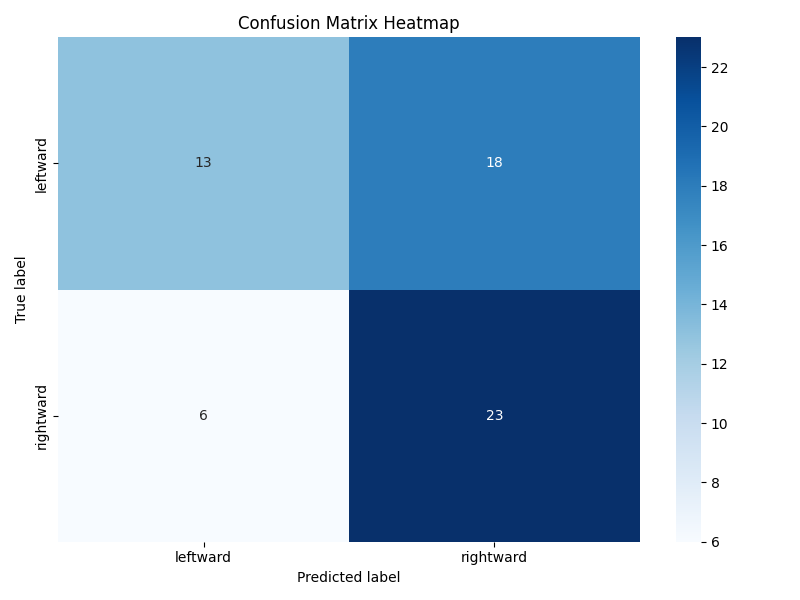 Confusion Matrix Heatmap
True label
leftward
rightward
13
18
6
23
leftward
rightward
Predicted label
22
20
18
16
14
12
10
8
6